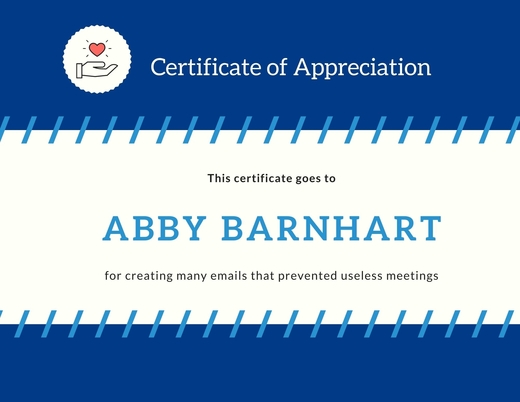 Certificate of Appreciation
This certificate goes to
ABBY BARNHART
for creating many emails that prevented useless meetings